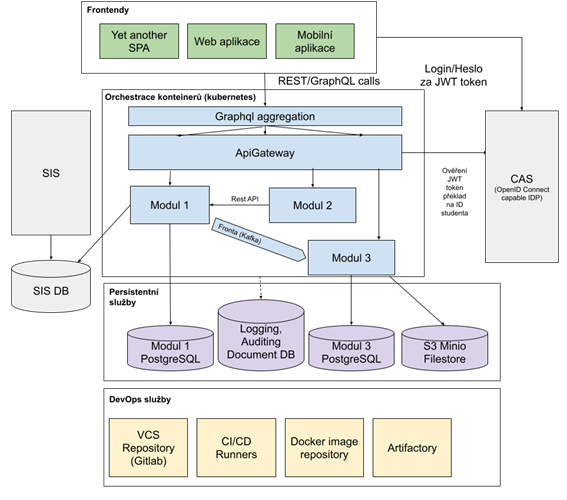 Frontendy
Yet another
SPA
Web aplikace
Mobilní
aplikace
REST/GraphQL calls
Login/Heslo
za JWT token
Orchestrace konteinerů (kubernetes)
Graphql aggregation
ApiGateway
SIS
CAS
(OpenID Connect
capable IDP)
Ověření
JWT
token
překlad
na ID
studenta
Modul 1
Rest API
Modul 2
Fronta (Kafka)
Modul 3
SIS DB
Persistentní
služby
Modul 1
PostgreSQL
Logging,
Auditing
Document DB
Modul 3
PostgreSQL
S3 Minio
Filestore
DevOps služby
VCS
Repository
(Gitlab)
CI/CD
Runners
Docker image
repository
Artifactory